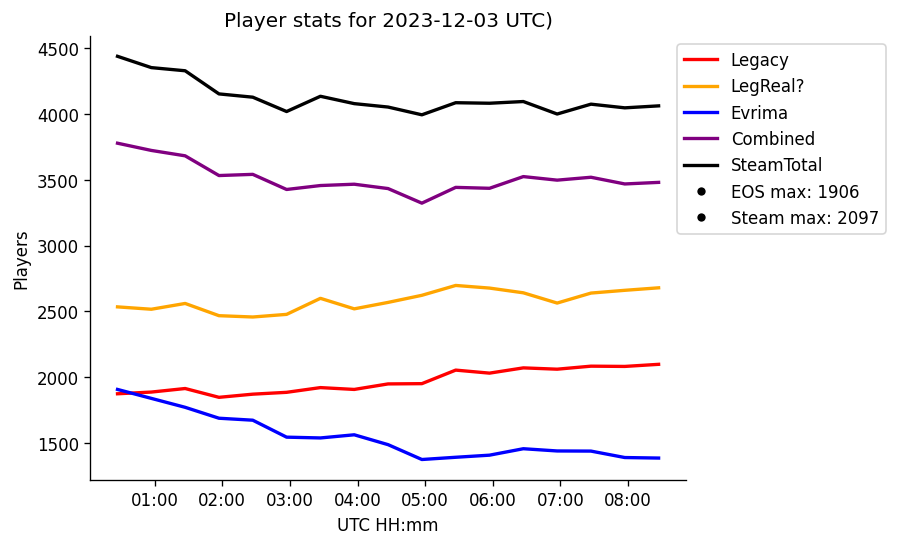 Player stats for 2023-12-03 UTC)
4500
4000
3500
3000
2500
2000
1500
Players
01:00 02:00 03:00 04:00 05:00 06:00 07:00 08:00
UTC HH:mm
Legacy
LegReal?
Evrima
Combined
SteamTotal
EOS max: 1906
Steam max: 2097